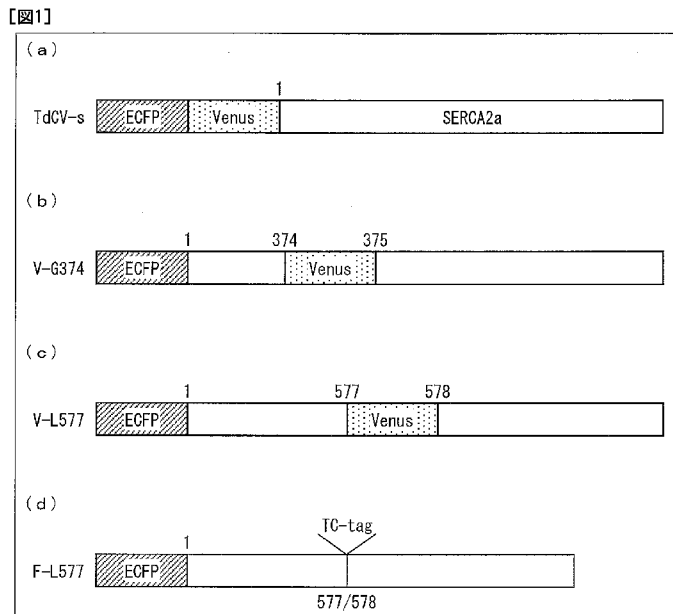 [図1]
(a)
1
TdCV-s ECFP Venus SERCA2a
(b)
1 374 375
V-G374 ECFP Venus
(c)
1 577 578
V-L577 ECFP Venus
(d)
TC-tag
1
F-L577 ECFP
577/578